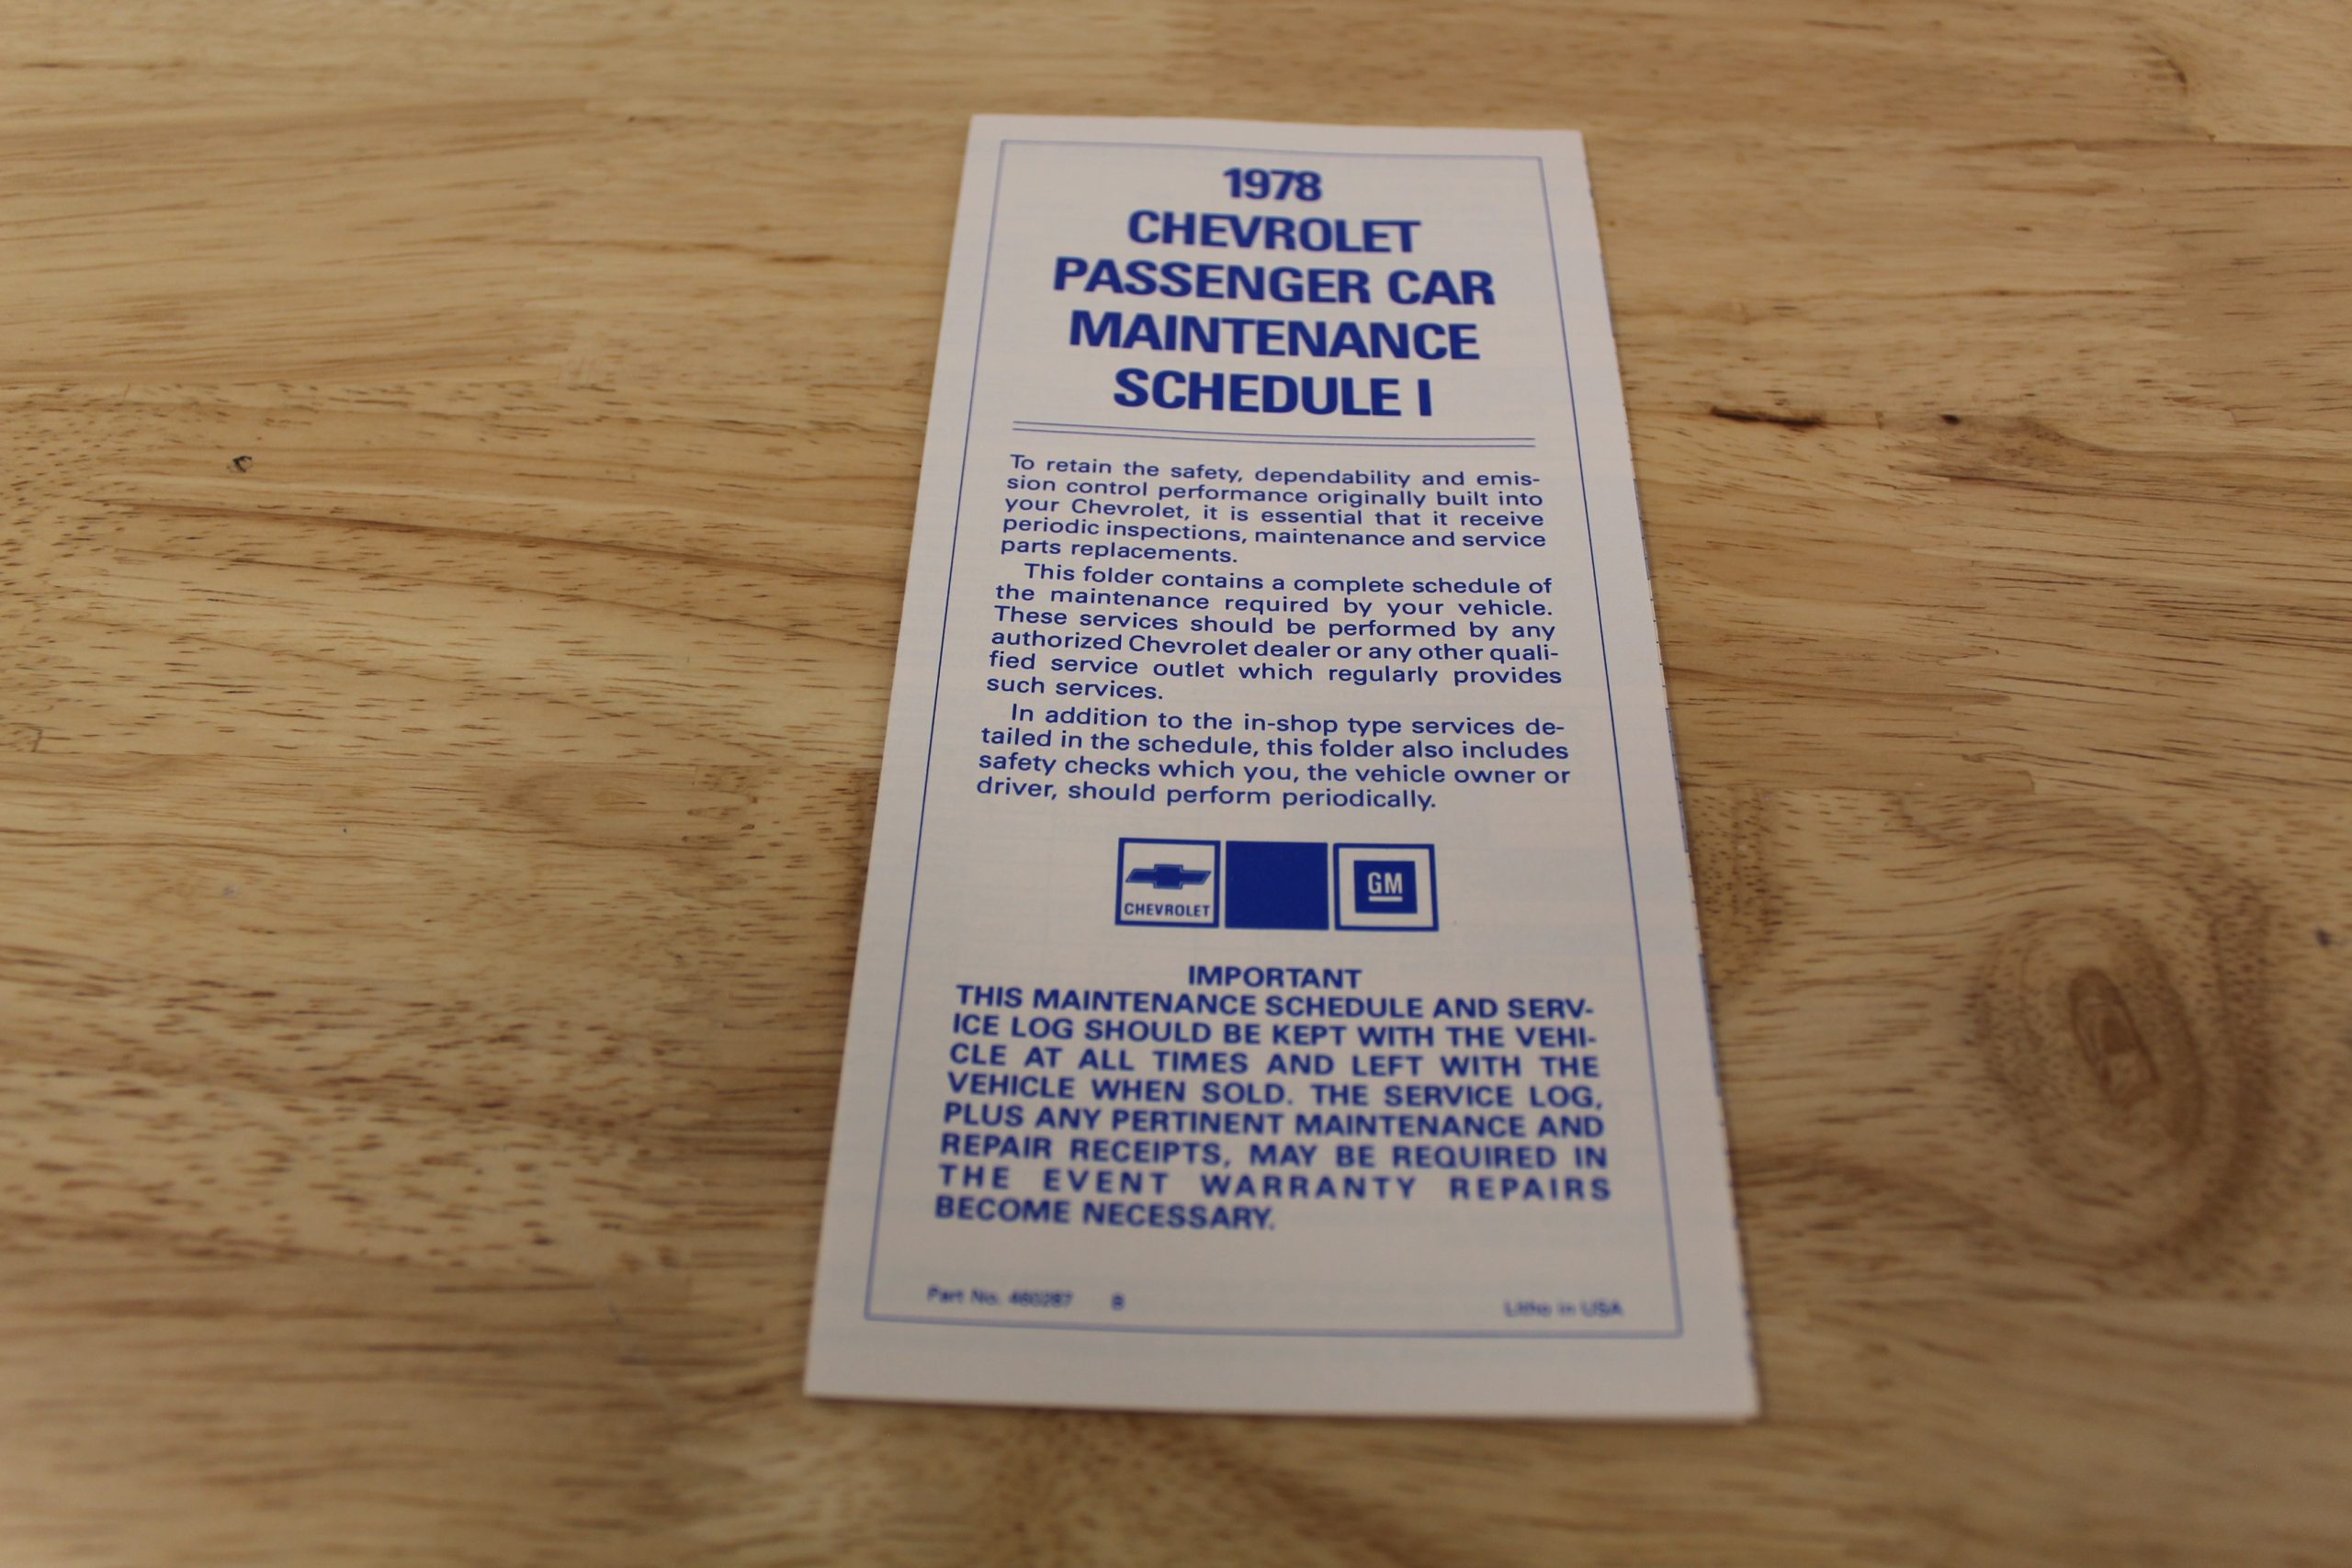 1978
CHEVROLET
PASSENGER CAR
MAINTENANCE
SCHEDULE I
To retain the safety, dependability and emis-
sion control performance originally built into
your Chevrolet, it is essential that it receive
periodic inspections, maintenance and service
parts replacements.
This folder contains a complete schedule of
the maintenance required by your vehicle.
These services should be performed by any
authorized Chevrolet dealer or any other quali-
fied service outlet which regularly provides
such services.
In addition to the in-shop type services de-
tailed in the schedule, this folder also includes
safety checks which you, the vehicle owner or
driver, should perform periodically.
CHEVROLET
GM
IMPORTANT
THIS MAINTENANCE SCHEDULE AND SERV-
ICE LOG SHOULD BE KEPT WITH THE VEHI-
CLE AT ALL TIMES AND LEFT WITH THE
VEHICLE WHEN SOLD. THE SERVICE LOG,
PLUS ANY PERTINENT MAINTENANCE AND
REPAIR RECEIPTS, MAY BE REQUIRED IN
THE EVENT WARRANTY REPAIRS
BECOME NECESSARY.
Part No. 460287 B
Litho in USA